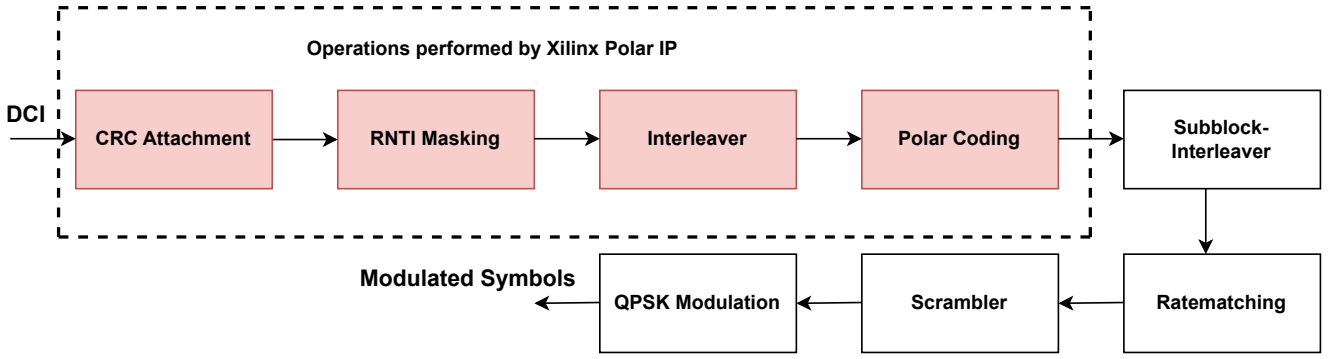 Operations performed by Xilinx Polar IP
DCI
CRC Attachment
RNTI Masking
Interleaver
Polar Coding
Subblock-
Interleaver
Modulated Symbols
QPSK Modulation
Scrambler
Ratematching